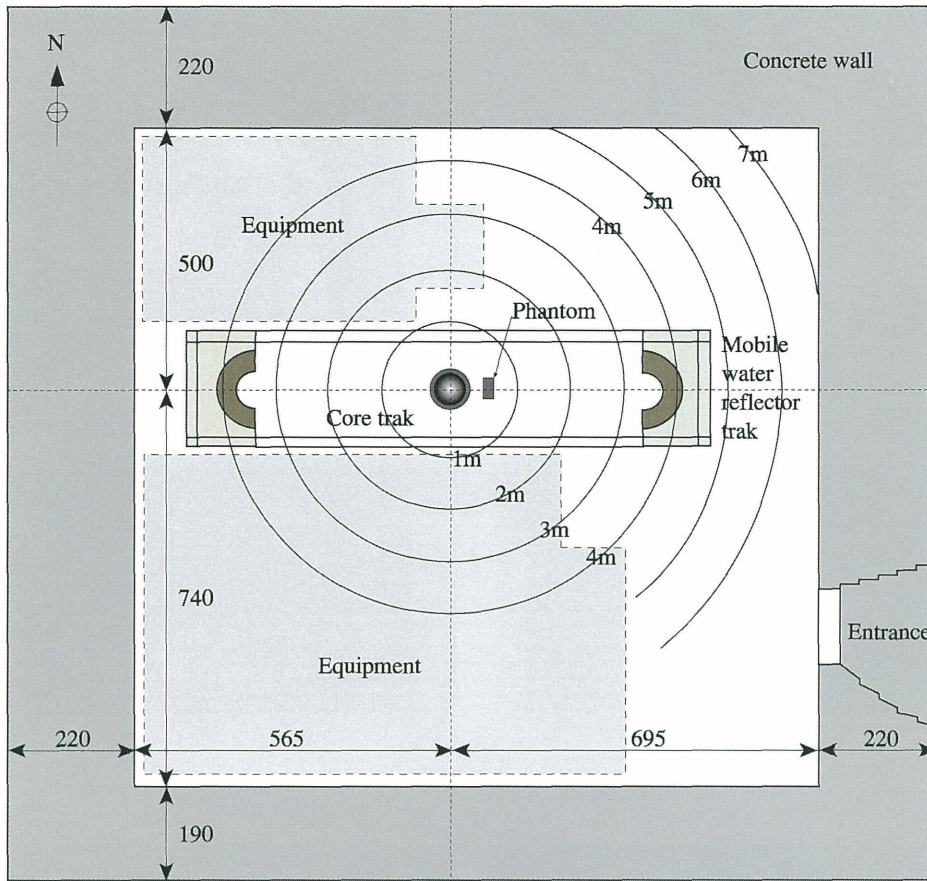 N
220
Concrete wall
7m
6m
5m
4m
Equipment
500
Phantom
Mobile
water
reflector
trak
Core trak
1m
2m
3m
4m
740
Entrance
Equipment
220
565
695
220
190